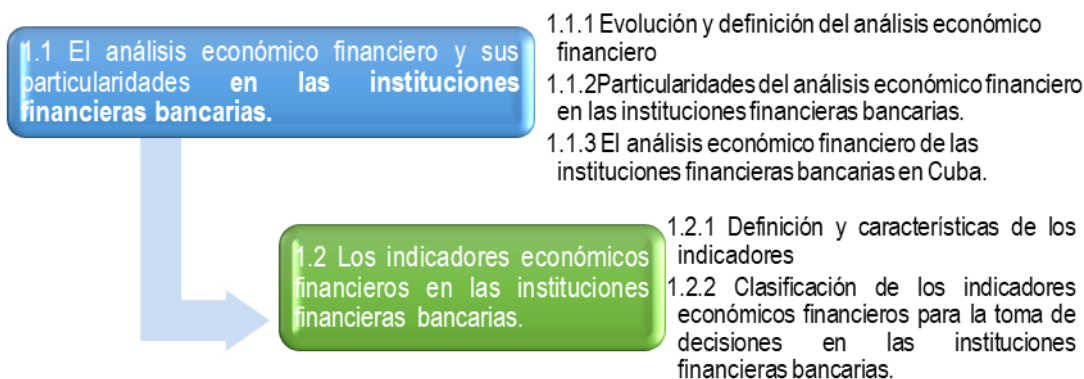 1.1 El análisis económico financiero y sus
particularidades en las instituciones
financieras bancarias.
1.1.1 Evolución y definición del análisis económico
financiero
1.1.2Particularidades del análisis económico financiero
en las instituciones financieras bancarias.
1.1.3 El análisis económico financiero de las
instituciones financieras bancarias en Cuba.
1.2 Los indicadores económicos
financieros en las instituciones
financieras bancarias.
1.2.1 Definición y características de los
indicadores
1.2.2 Clasificación de los indicadores
económicos financieros para la toma de
decisiones en las instituciones
financieras bancarias.